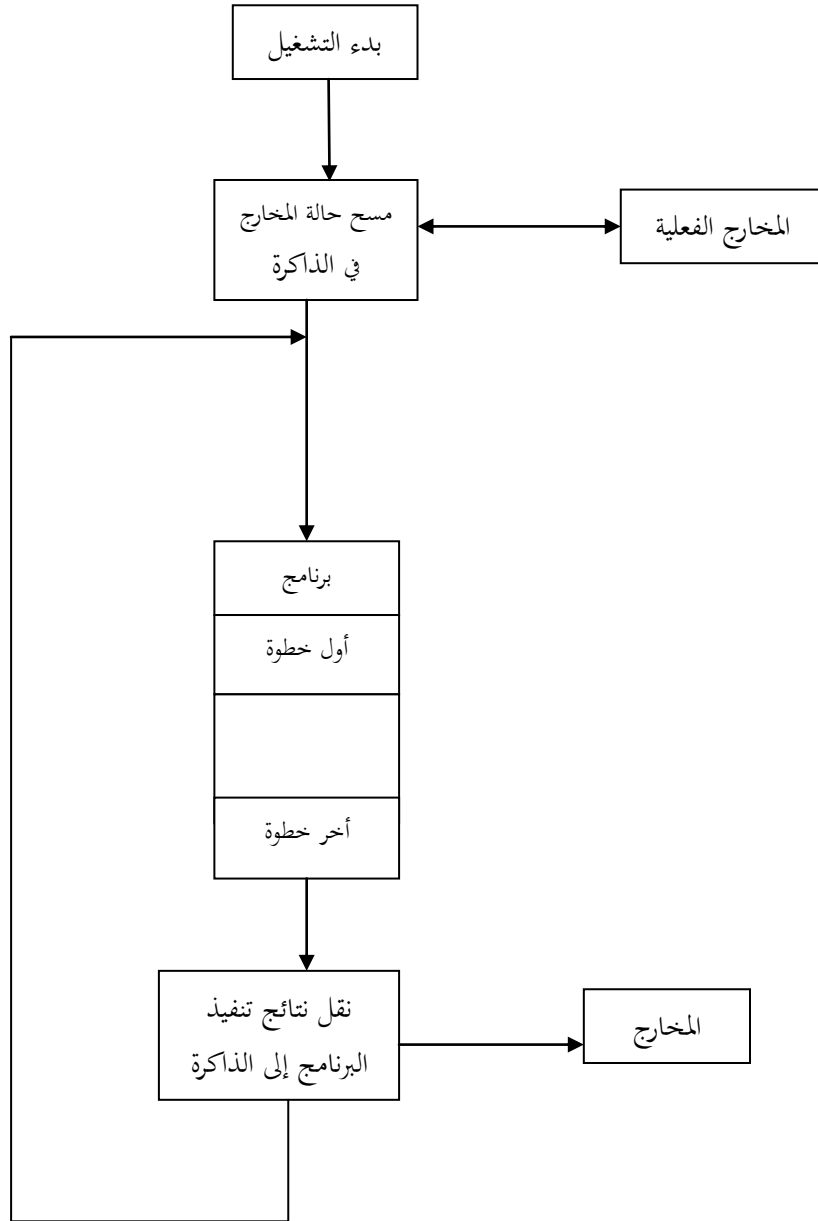 بدء التشغيل
مسح حالة المخارج
في الذاكرة
المخارج الفعلية
برنامج
أول خطوة
أخر خطوة
نقل نتائج تنفيذ
البرنامج إلى الذاكرة
المخارج